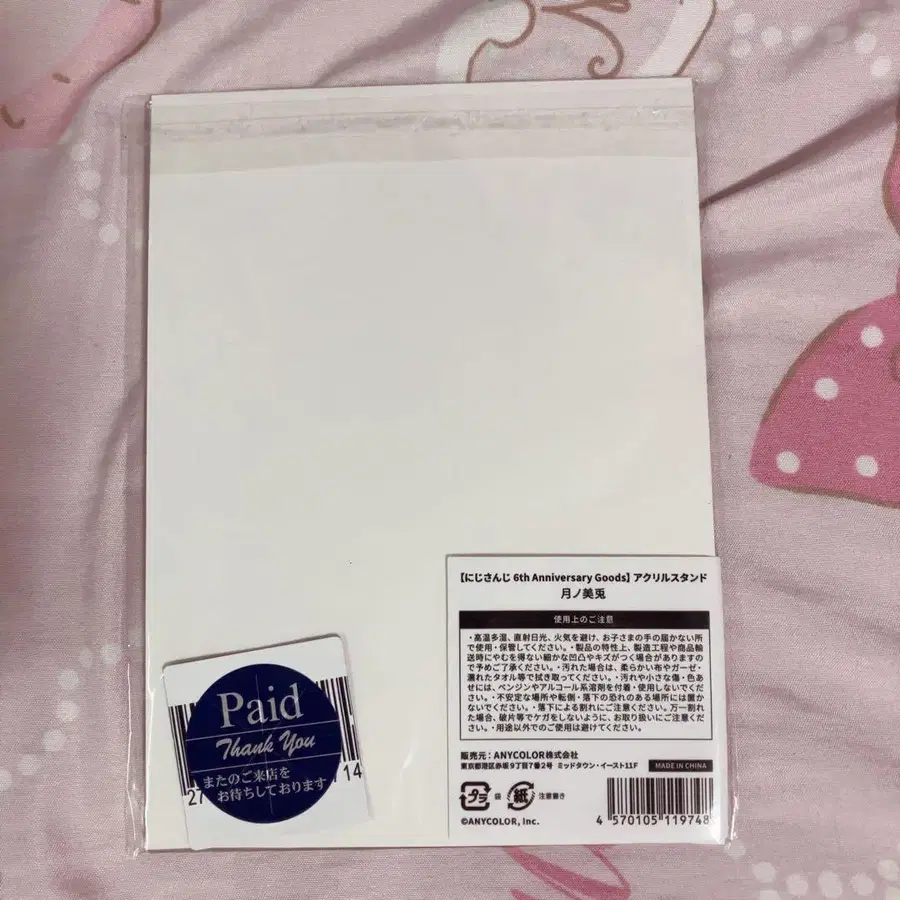 【にじさんじ 6th Anniversary Goods】アクリルスタンド
月ノ美兎
使用上のご注意
・高温多湿、直射日光、火気を避け、お子さまの手の届かない所
で使用・保管してください。・製品の特性上、製造工程や商品輸
送時にやむを得ない細かな凹凸やキズがつく場合がありますの
で予めご了承ください。・汚れた場合は、柔らかい布やガーゼ・
濡れたタオル等で拭き取ってください。・汚れや小さな傷・色あ
せには、ベンジンやアルコール系溶剤を付着・使用しないでくだ
さい。・不安定な場所や転倒・落下の恐れのある場所には置か
ないでください。・落下による割れにご注意ください。万一割れ
た場合、破片等でケガをしないように、お取り扱いにご注意くだ
さい。・用途以外でのご使用は避けてください。
販売元：ANYCOLOR株式会社
東京都港区赤坂9丁目7番2号 ミッドタウン・イースト11F
MADE IN CHINA
プラ 袋 紙 注意書き
©ANYCOLOR, Inc.
4 570105 119748
Paid
Thank You
またのご来店を
お待ちしております
27
14